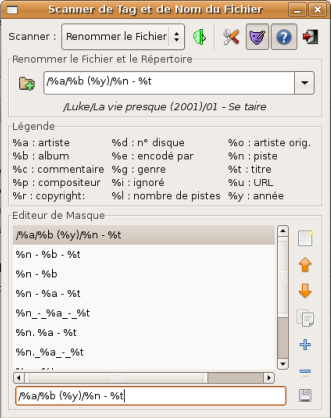 Scanner de Tag et de Nom du Fichier
Scanner : Renommer le Fichier
Renommer le Fichier et le Répertoire
/%a/%b (%y)/%n - %t
/Luke/La vie presque (2001)/01 - Se taire
Légende
%a : artiste %d : n° disque %o : artiste orig.
%b : album %e : encodé par %n : piste
%c : commentaire %g : genre %t : titre
%p : compositeur %i : ignoré %u : URL
%r : copyright: %l : nombre de pistes %y : année
Editeur de Masque
/%a/%b (%y)/%n - %t
%n - %b - %t
%n - %b
%n - %a - %t
%n_-_%a_-_%t
%n. %a - %t
%n._%a_-_%t
/%a/%b (%y)/%n - %t